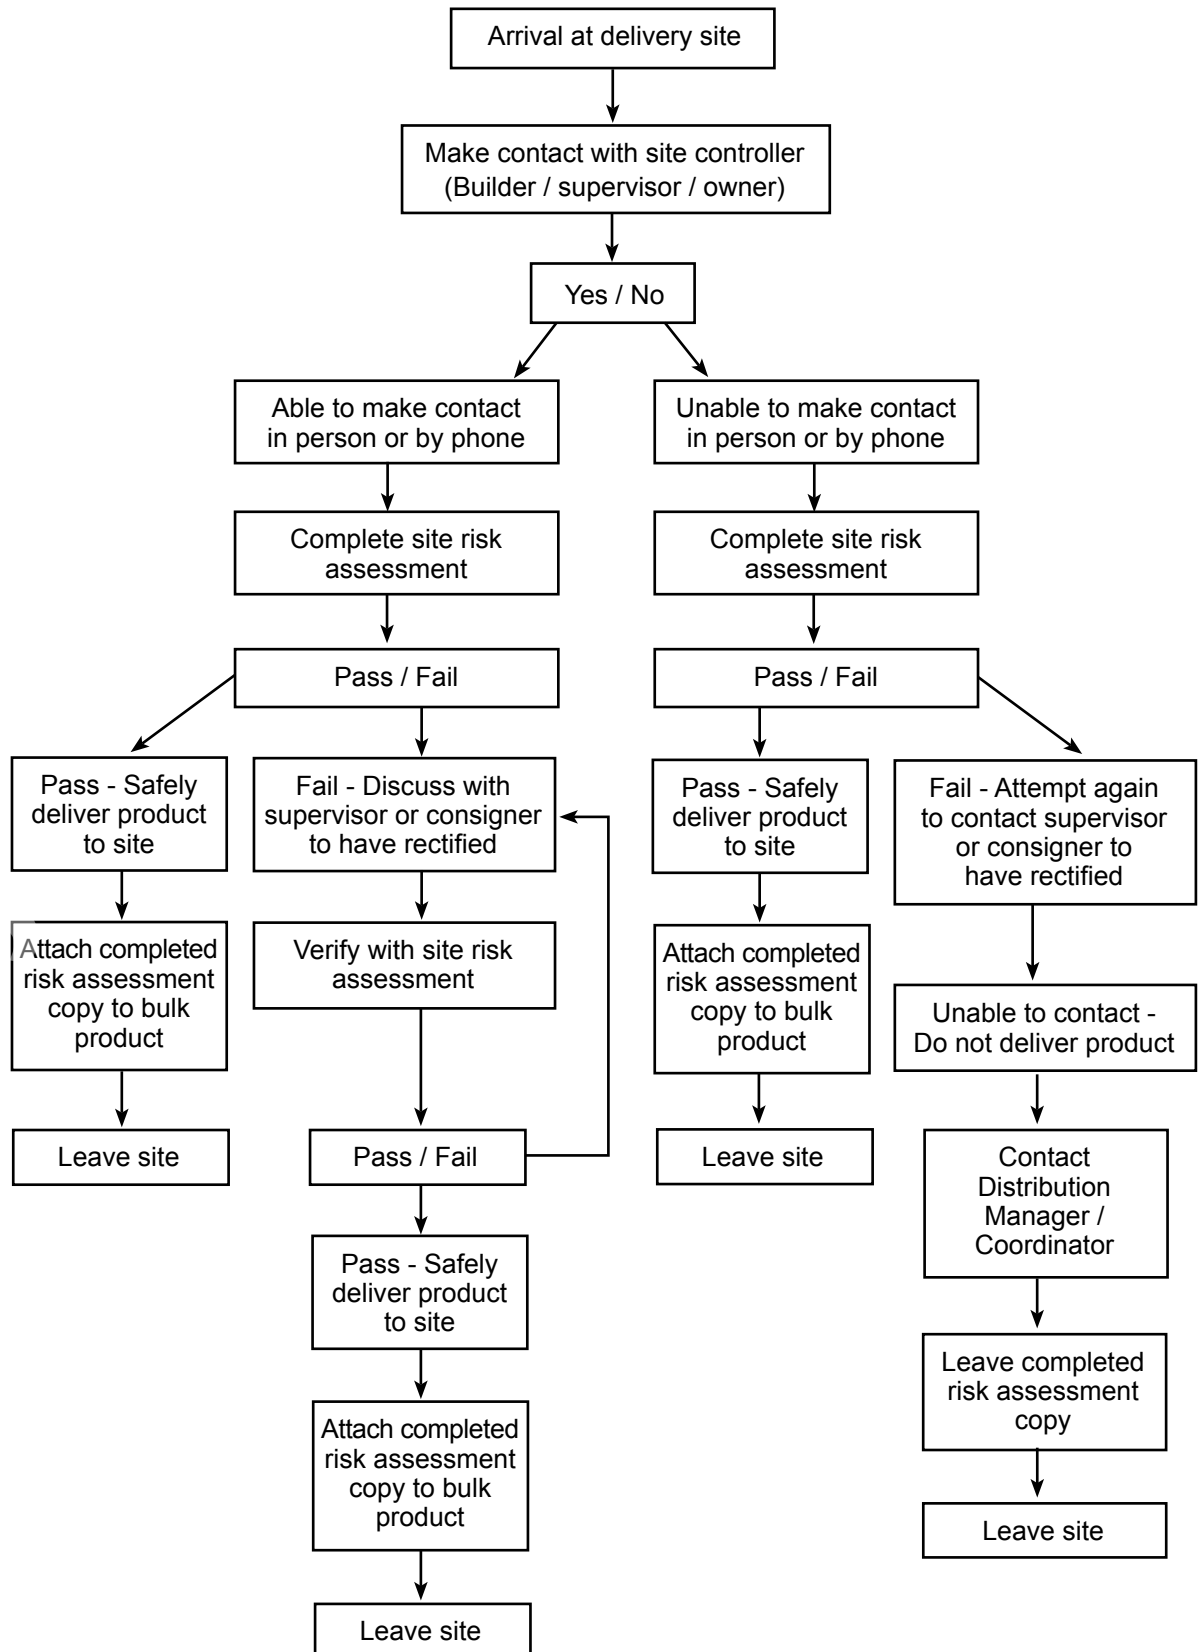 Arrival at delivery site
Make contact with site controller
(Builder / supervisor / owner)
Yes / No
Able to make contact
in person or by phone
Unable to make contact
in person or by phone
Complete site risk
assessment
Complete site risk
assessment
Pass / Fail
Pass / Fail
Pass - Safely
deliver product
to site
Fail - Discuss with
supervisor or consigner
to have rectified
Pass - Safely
deliver product
to site
Fail - Attempt again
to contact supervisor
or consigner to
have rectified
Attach completed
risk assessment
copy to bulk
product
Verify with site risk
assessment
Attach completed
risk assessment
copy to bulk
product
Unable to contact -
Do not deliver product
Leave site
Pass / Fail
Leave site
Contact
Distribution
Manager /
Coordinator
Pass - Safely
deliver product
to site
Leave completed
risk assessment
copy
Attach completed
risk assessment
copy to bulk
product
Leave site
Leave site